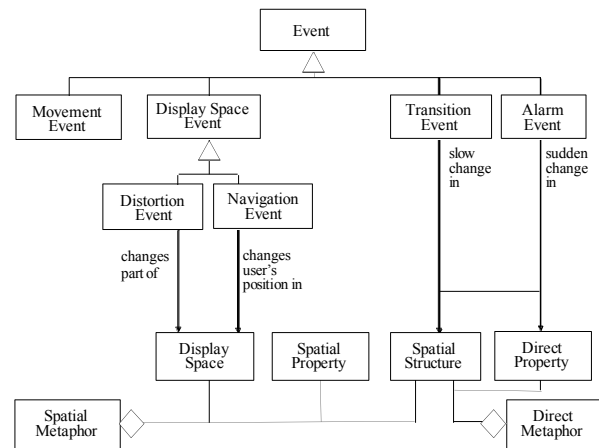 Event
Movement
Event
Display Space
Event
Transition
Event
Alarm
Event
slow
change
in
sudden
change
in
Distortion
Event
Navigation
Event
changes
part of
changes
user's
position in
Display
Space
Spatial
Property
Spatial
Structure
Direct
Property
Spatial
Metaphor
Direct
Metaphor